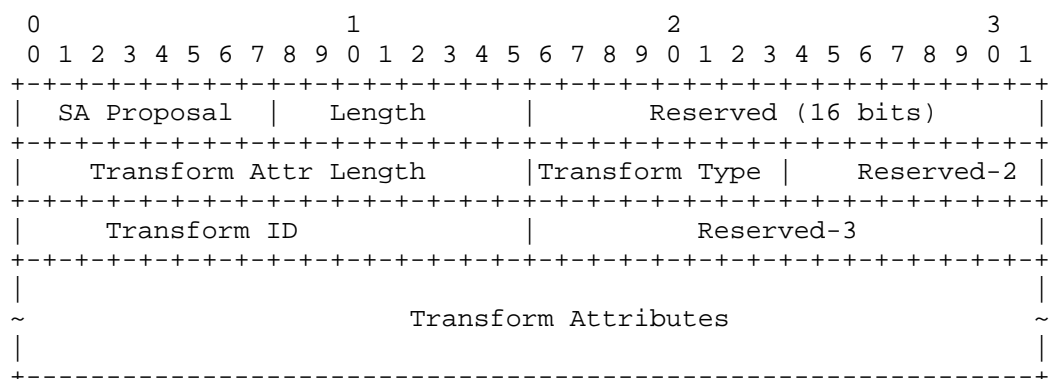 0                   1                   2                   3
0 1 2 3 4 5 6 7 8 9 0 1 2 3 4 5 6 7 8 9 0 1 2 3 4 5 6 7 8 9 0 1
+-+-+-+-+-+-+-+-+-+-+-+-+-+-+-+-+-+-+-+-+-+-+-+-+-+-+-+-+-+-+-+-+
|  SA Proposal  |   Length      |       Reserved (16 bits)      |
+-+-+-+-+-+-+-+-+-+-+-+-+-+-+-+-+-+-+-+-+-+-+-+-+-+-+-+-+-+-+-+-+
|    Transform Attr Length      |Transform Type |    Reserved-2 |
+-+-+-+-+-+-+-+-+-+-+-+-+-+-+-+-+-+-+-+-+-+-+-+-+-+-+-+-+-+-+-+-+
|     Transform ID              |          Reserved-3           |
+-+-+-+-+-+-+-+-+-+-+-+-+-+-+-+-+-+-+-+-+-+-+-+-+-+-+-+-+-+-+-+-+
|                                                               |
~                        Transform Attributes                   ~
|                                                               |
+---------------------------------------------------------------+